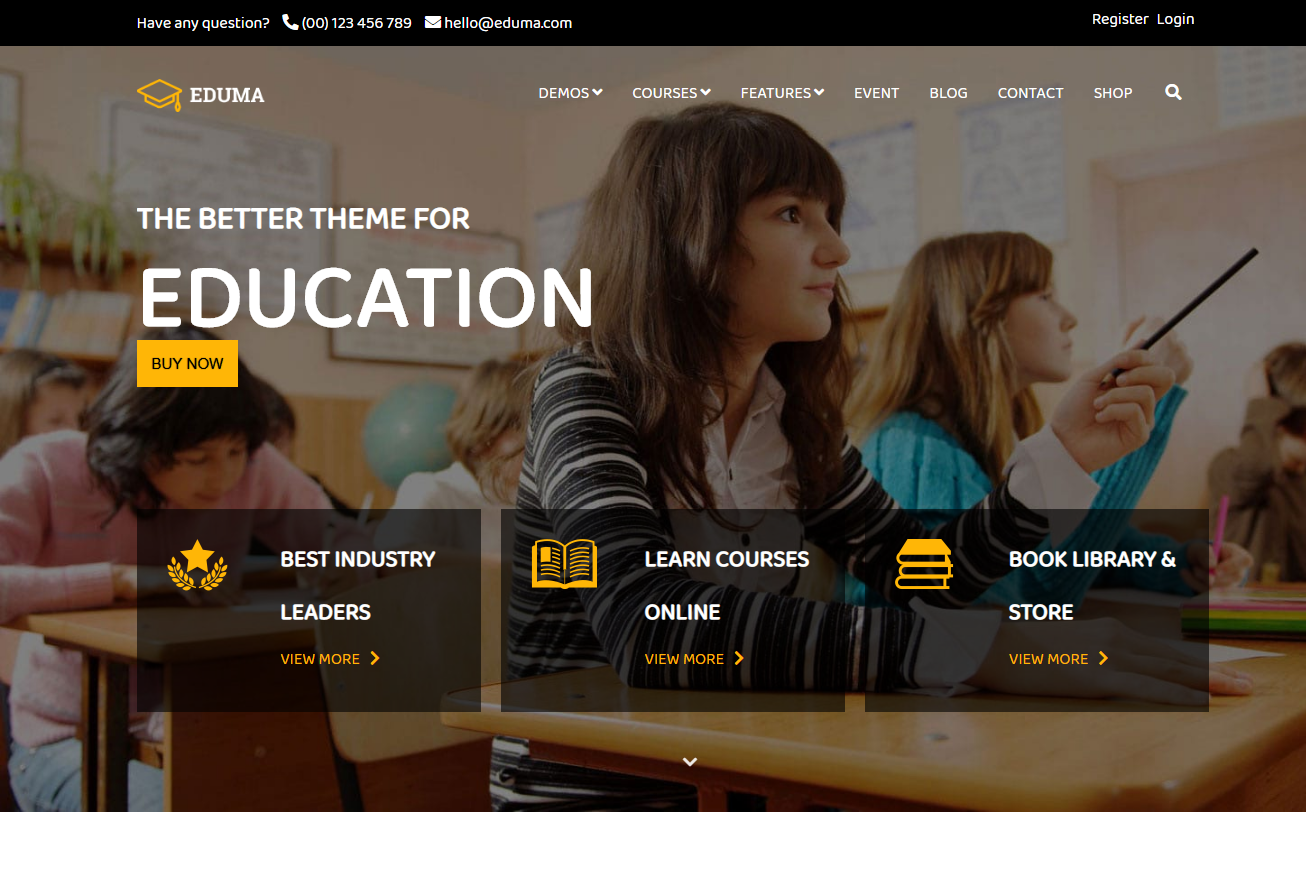 Have any question? (00) 123 456 789 hello@eduma.com Register Login
EDUMA DEMOS COURSES FEATURES EVENT BLOG CONTACT SHOP
THE BETTER THEME FOR
EDUCATION
BUY NOW
BEST INDUSTRY
LEADERS
VIEW MORE
LEARN COURSES
ONLINE
VIEW MORE
BOOK LIBRARY &
STORE
VIEW MORE